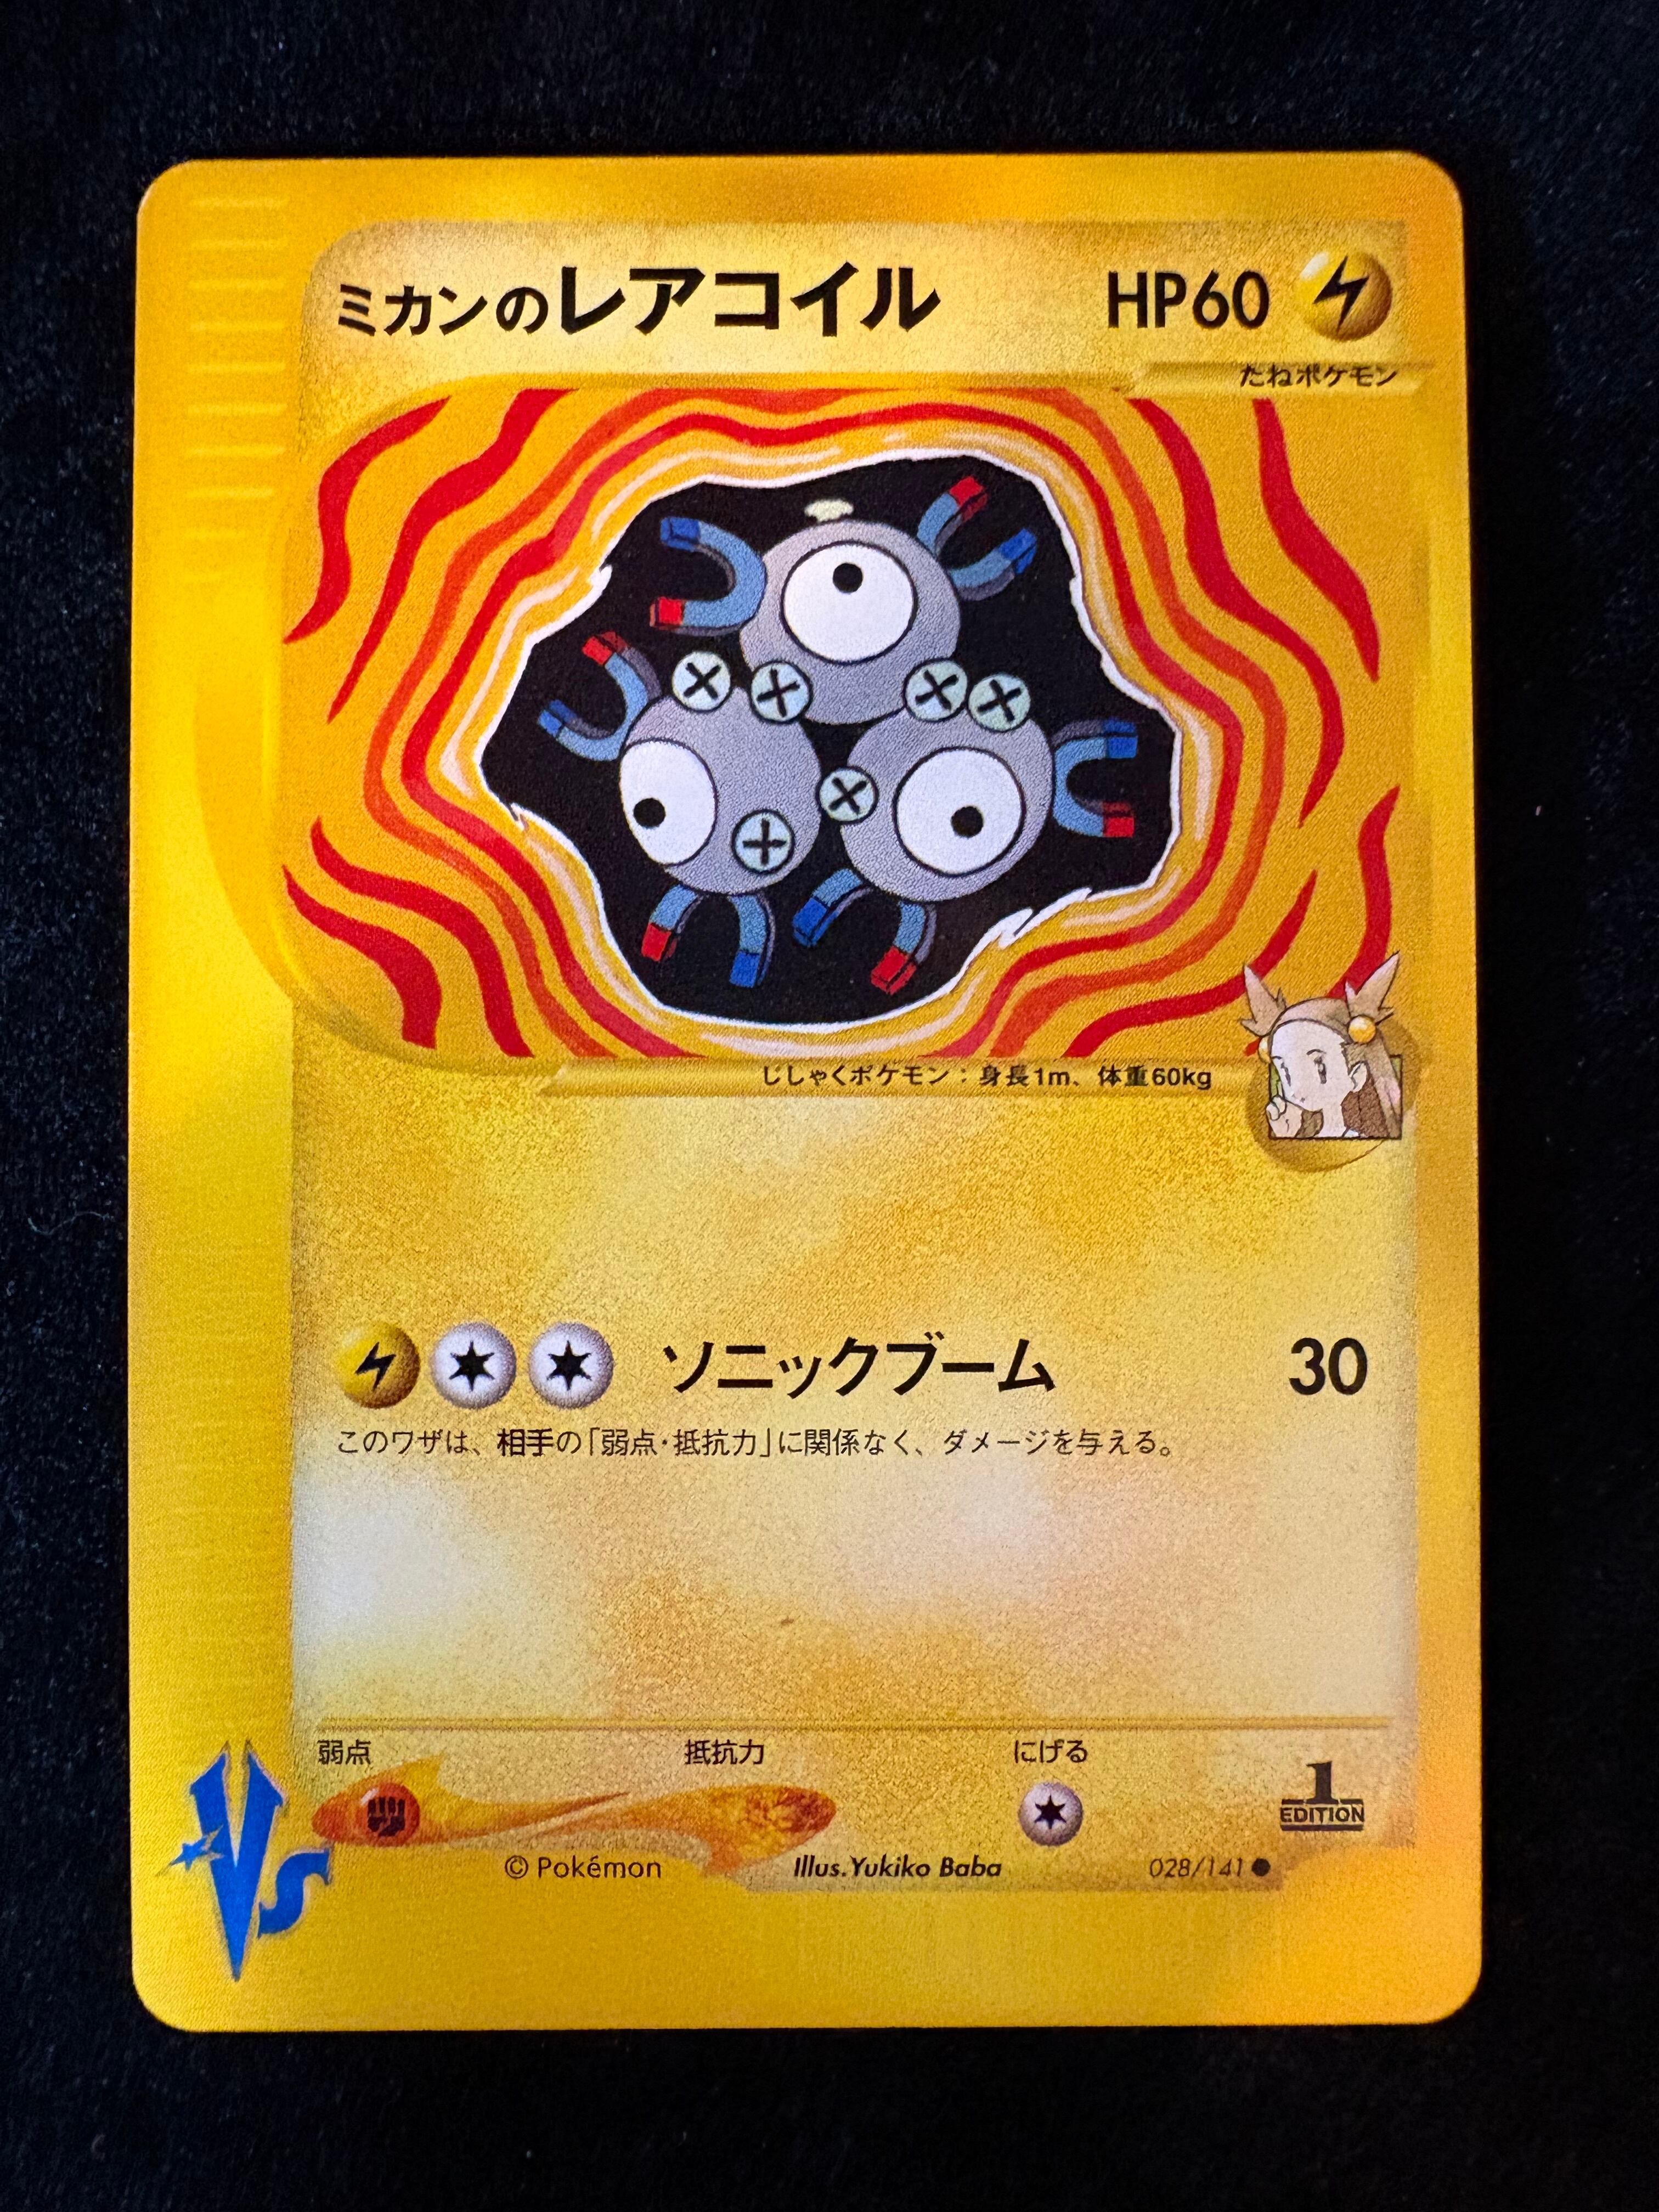 ミカンのレアコイル HP60
たねポケモン
じしゃくポケモン：身長1m、体重60kg
ソニックブーム 30
このワザは、相手の「弱点・抵抗力」に関係なく、ダメージを与える。
弱点 抵抗力 にげる
1
EDITION
VS
© Pokémon Illus.Yukiko Baba 028/141